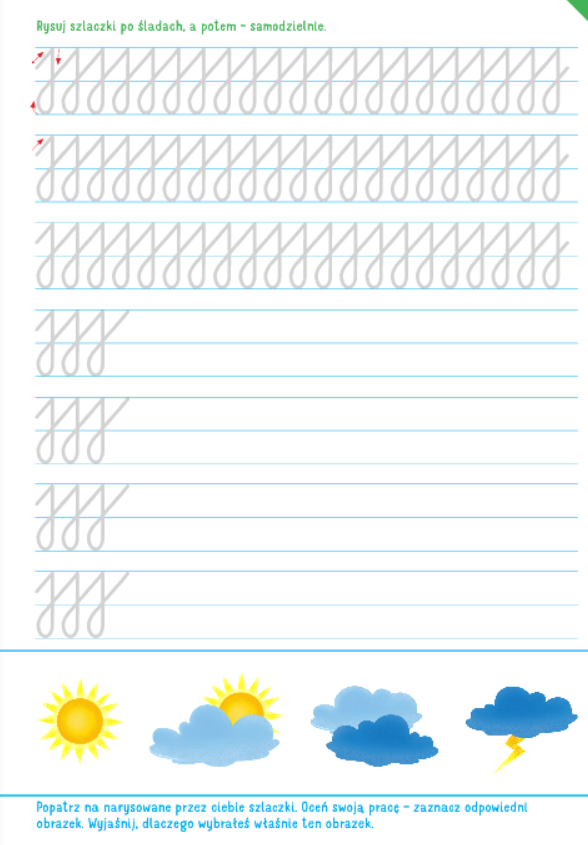 Rysuj szlaczki po śladach, a potem – samodzielnie.
Popatrz na narysowane przez ciebie szlaczki. Oceń swoją pracę – zaznacz odpowiedni
obrazek. Wyjaśnij, dlaczego wybrałeś właśnie ten obrazek.